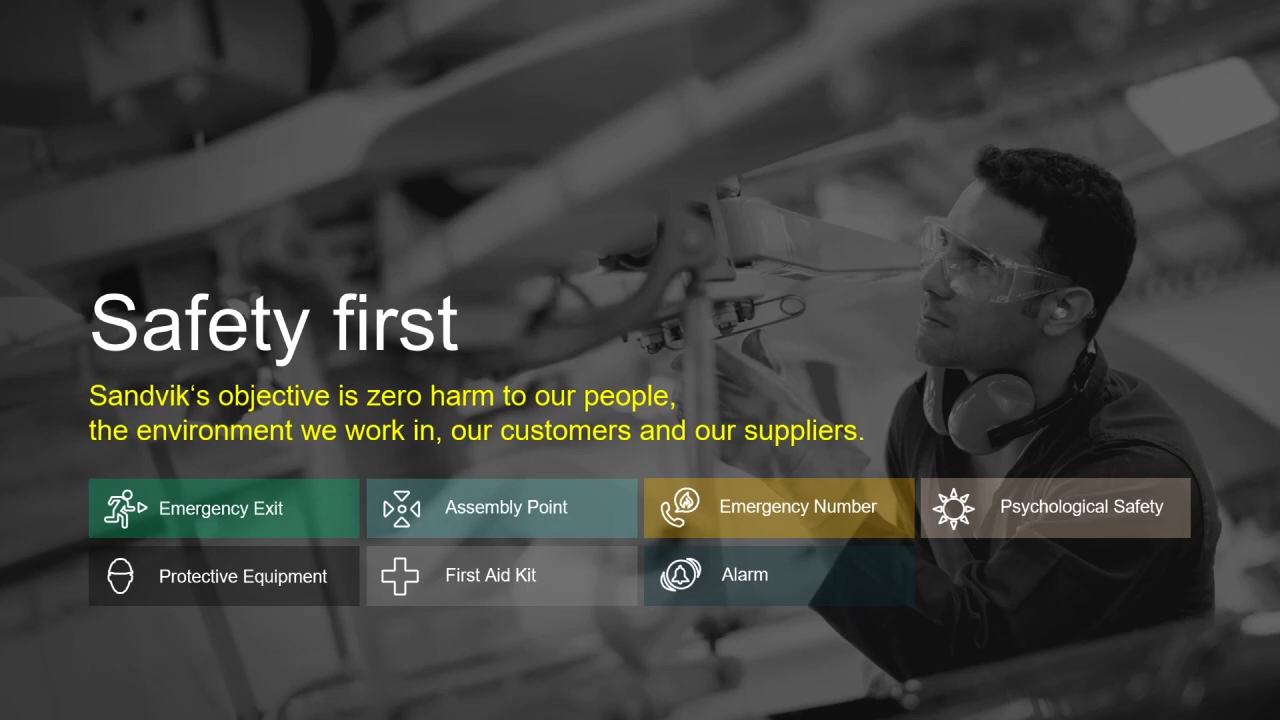 Safety first
Sandvik‘s objective is zero harm to our people,
the environment we work in, our customers and our suppliers.
Emergency Exit
Assembly Point
Emergency Number
Psychological Safety
Protective Equipment
First Aid Kit
Alarm